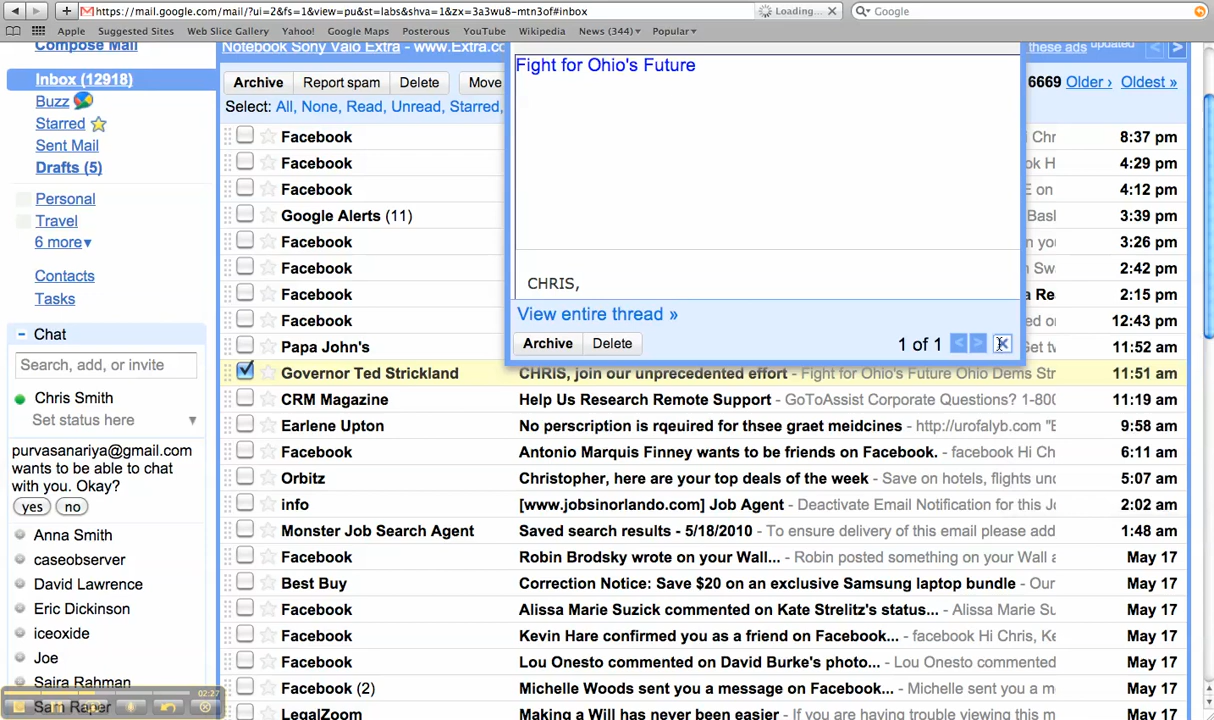 https://mail.google.com/mail/?ui=2&fs=1&view=pu&st=labs&shva=1&zx=3a3wu8-mtn3of#inbox
Loading...
Google
Apple Suggested Sites Web Slice Gallery Yahoo! Google Maps Posterous YouTube Wikipedia News (344) Popular
Compose Mail
Notebook Sony Vaio Extra - www.Extra.co
these ads updated < >
Inbox (12918)
Buzz
Starred
Sent Mail
Drafts (5)
Personal
Travel
6 more
Contacts
Tasks
Chat
Search, add, or invite
Chris Smith
Set status here
purvasanariya@gmail.com
wants to be able to chat
with you. Okay?
yes no
Anna Smith
caseobserver
David Lawrence
Eric Dickinson
iceoxide
Joe
Saira Rahman
Sam Raper
02:27
Archive Report spam Delete Move
6669 Older › Oldest »
Select: All, None, Read, Unread, Starred,
Fight for Ohio's Future
CHRIS,
View entire thread »
Archive Delete
1 of 1 < >
Facebook Chr 8:37 pm
Facebook k H 4:29 pm
Facebook E on 4:12 pm
Google Alerts (11) Bas 3:39 pm
Facebook n you 3:26 pm
Facebook n Sw 2:42 pm
Facebook a Re 2:15 pm
Facebook ed or 12:43 pm
Papa John's 11:52 am
Governor Ted Strickland CHRIS, join our unprecedented effort - Fight for Ohio's Future Ohio Dems Str 11:51 am
CRM Magazine Help Us Research Remote Support - GoToAssist Corporate Questions? 1-800 11:19 am
Earlene Upton No perscription is rqeuired for thsee graet meidcines - http://urofalyb.com "E 9:58 am
Facebook Antonio Marquis Finney wants to be friends on Facebook. - facebook Hi Ch 6:11 am
Orbitz Christopher, here are your top deals of the week - Save on hotels, flights und 5:07 am
info [www.jobsinorlando.com] Job Agent - Deactivate Email Notification for this Jo 2:02 am
Monster Job Search Agent Saved search results - 5/18/2010 - To ensure delivery of this email please add 1:48 am
Facebook Robin Brodsky wrote on your Wall... - Robin posted something on your Wall a May 17
Best Buy Correction Notice: Save $20 on an exclusive Samsung laptop bundle - Our May 17
Facebook Alissa Marie Suzick commented on Kate Strelitz's status... - Alissa Marie Su May 17
Facebook Kevin Hare confirmed you as a friend on Facebook... - facebook Hi Chris, Ke May 17
Facebook Lou Onesto commented on David Burke's photo... - Lou Onesto commented May 17
Facebook (2) Michelle Woods sent you a message on Facebook... - Michelle sent you a m May 17
LegalZoom Making a Will has never been easier - If you are having trouble viewing this m May 17